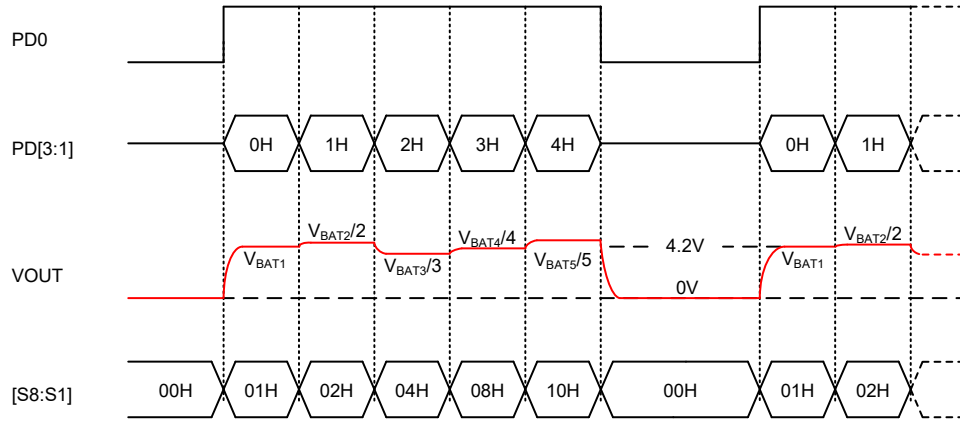 PD0
PD[3:1] 0H 1H 2H 3H 4H 0H 1H
VOUT VBAT1 VBAT2/2 VBAT3/3 VBAT4/4 VBAT5/5 4.2V 0V VBAT1 VBAT2/2
[S8:S1] 00H 01H 02H 04H 08H 10H 00H 01H 02H